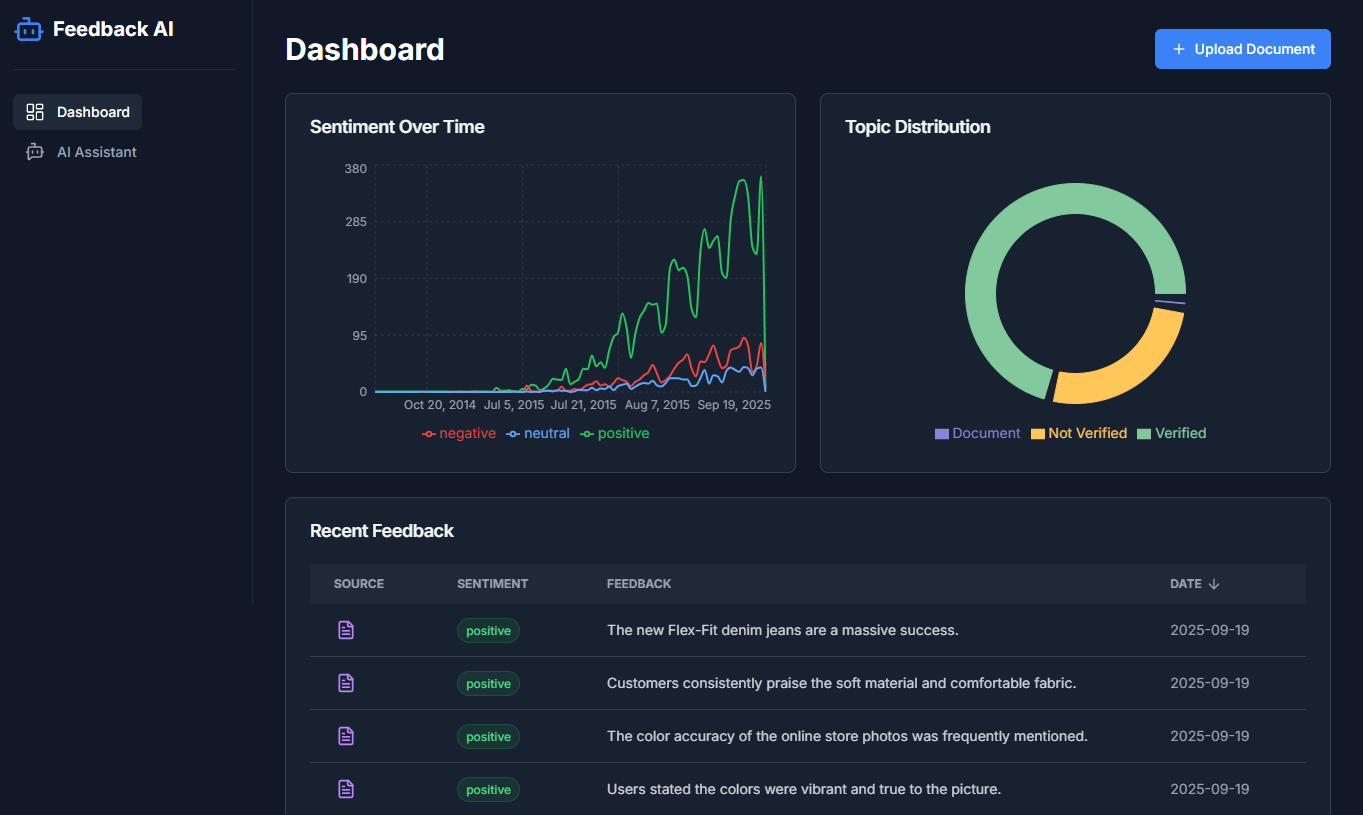 Feedback AI
Dashboard
AI Assistant
Dashboard
Upload Document
Sentiment Over Time
380
285
190
95
0
Oct 20, 2014 Jul 5, 2015 Jul 21, 2015 Aug 7, 2015 Sep 19, 2025
negative neutral positive
Topic Distribution
Document Not Verified Verified
Recent Feedback
SOURCE SENTIMENT FEEDBACK DATE
positive The new Flex-Fit denim jeans are a massive success. 2025-09-19
positive Customers consistently praise the soft material and comfortable fabric. 2025-09-19
positive The color accuracy of the online store photos was frequently mentioned. 2025-09-19
positive Users stated the colors were vibrant and true to the picture. 2025-09-19